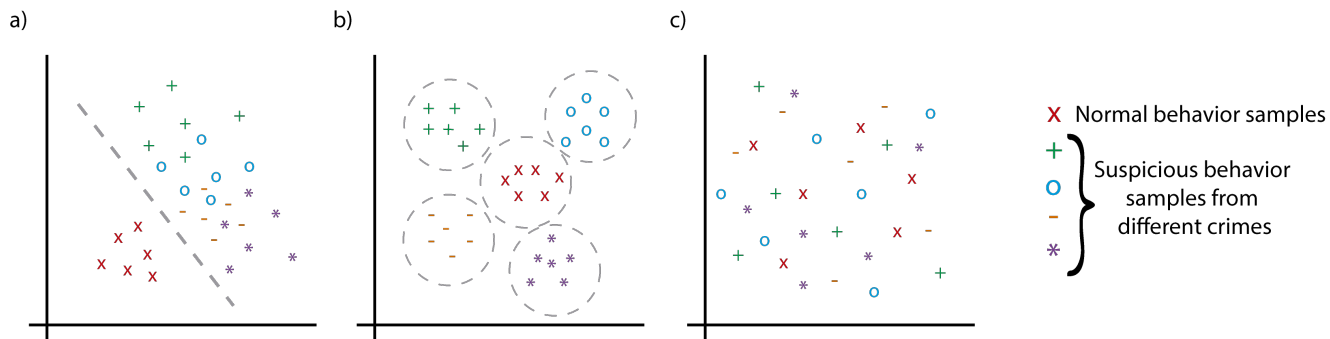 a)
b)
c)
x Normal behavior samples
+
o
-
*
Suspicious behavior
samples from
different crimes